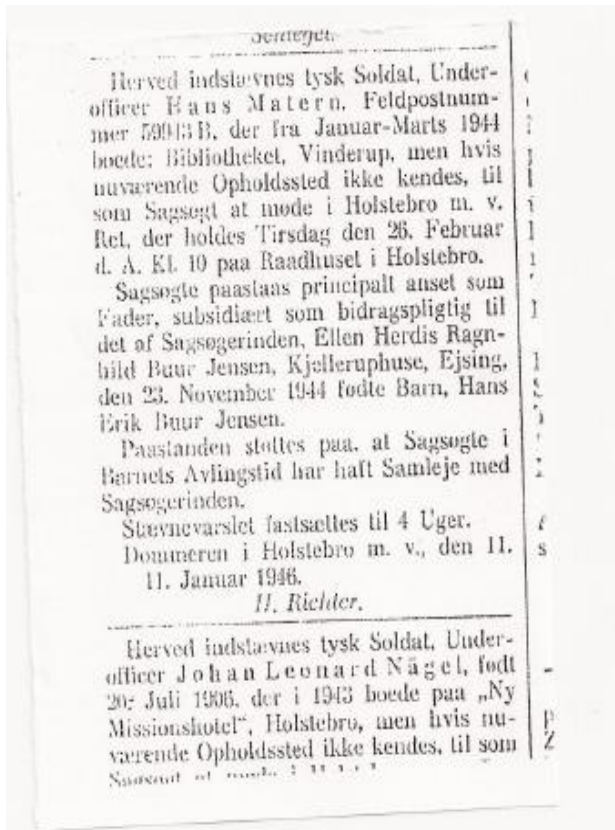 Herved indstævnes tysk Soldat, Under-
officer Hans Matern, Feldpostnum-
mer 59943 B, der fra Januar-Marts 1944
boede: Bibliotheket, Vinderup, men hvis
nuværende Opholdssted ikke kendes, til
som Sagsøgt at møde i Holstebro m. v.
Ret, der holdes Tirsdag den 26. Februar
d. A. Kl. 10 paa Raadhuset i Holstebro.
Sagsøgte paastaas principalt anset som
Fader, subsidiært som bidragspligtig til
det af Sagsøgerinden, Ellen Herdis Ragn-
hild Buur Jensen, Kjelleruphuse, Ejsing,
den 23. November 1944 fødte Barn, Hans
Erik Buur Jensen.
Paastanden støttes paa, at Sagsøgte i
Barnets Avlingstid har haft Samleje med
Sagsøgerinden.
Stævnevarslet fastsættes til 4 Uger.
Dommeren i Holstebro m. v., den 11.
11. Januar 1946.
H. Richter.
Herved indstævnes tysk Soldat, Under-
officer Johan Leonard Nägel, født
20. Juli 1906, der i 1943 boede paa „Ny
Missionshotel“, Holstebro, men hvis nu-
værende Opholdssted ikke kendes, til som